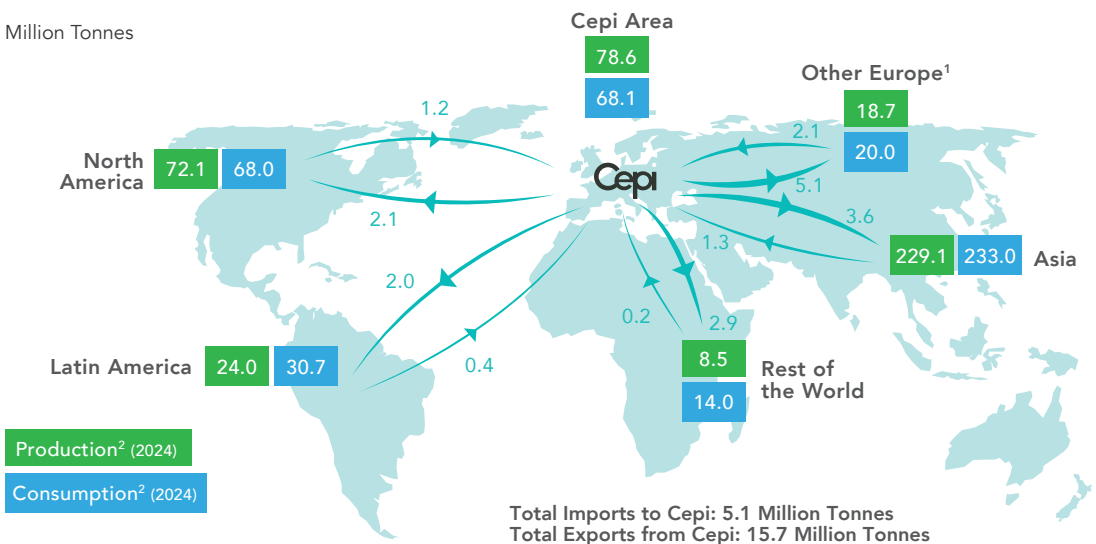 Million Tonnes
Cepi Area
78.6
68.1
Other Europe¹
18.7
20.0
1.2
2.1
North
America
72.1 68.0
Cepi
5.1
2.1
3.6
1.3
229.1 233.0 Asia
2.0
0.2
2.9
Latin America 24.0 30.7
0.4
8.5
14.0
Rest of
the World
Production² (2024)
Consumption² (2024)
Total Imports to Cepi: 5.1 Million Tonnes
Total Exports from Cepi: 15.7 Million Tonnes